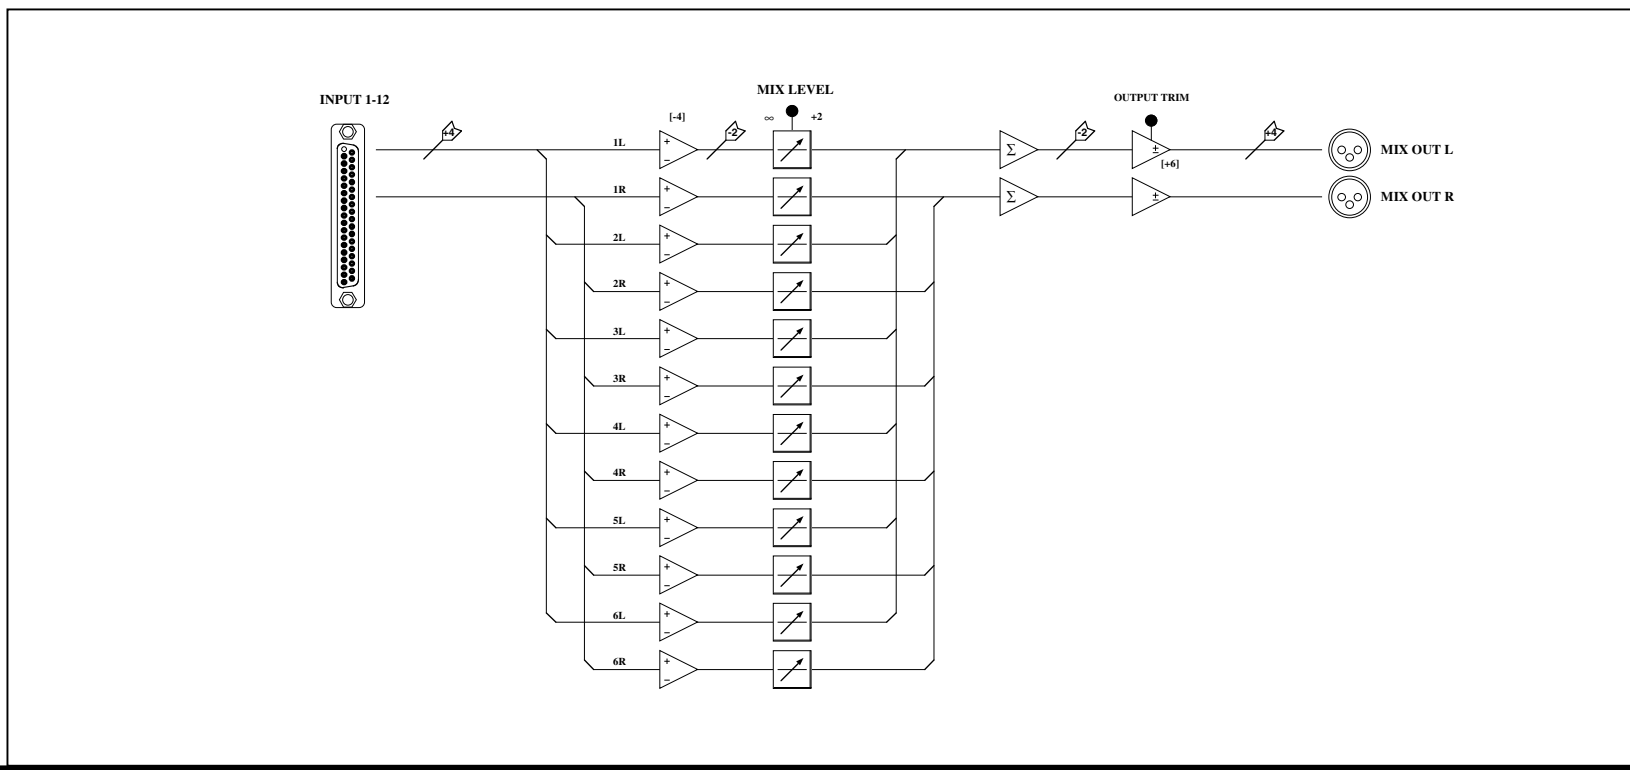 MIX LEVEL
INPUT 1-12
OUTPUT TRIM
[-4]
∞ +2
+4
-2
-2
+4
1L
+
−
Σ
±
[+6]
MIX OUT L
1R
+
−
Σ
±
MIX OUT R
2L
+
−
2R
+
−
3L
+
−
3R
+
−
4L
+
−
4R
+
−
5L
+
−
5R
+
−
6L
+
−
6R
+
−